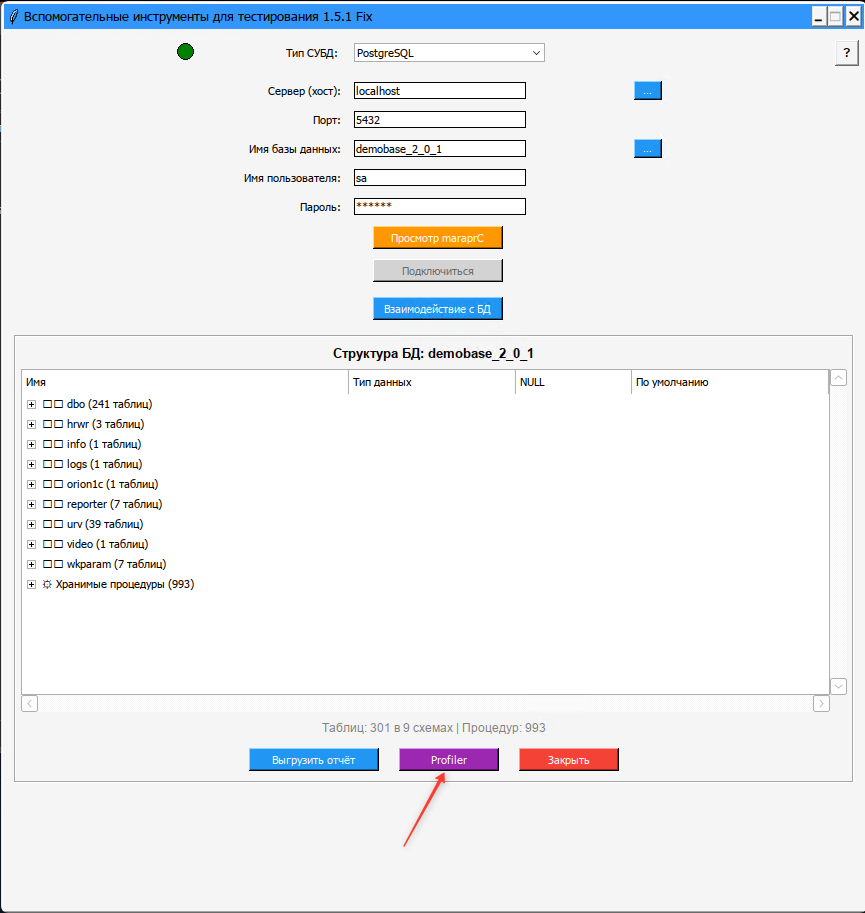 Вспомогательные инструменты для тестирования 1.5.1 Fix
Тип СУБД: PostgreSQL
?
Сервер (хост): localhost ...
Порт: 5432
Имя базы данных: demobase_2_0_1 ...
Имя пользователя: sa
Пароль: ******
Просмотр maraprC
Подключиться
Взаимодействие с БД
Структура БД: demobase_2_0_1
Имя Тип данных NULL По умолчанию
dbo (241 таблиц)
hrwr (3 таблиц)
info (1 таблиц)
logs (1 таблиц)
orion1c (1 таблиц)
reporter (7 таблиц)
urv (39 таблиц)
video (1 таблиц)
wkparam (7 таблиц)
Хранимые процедуры (993)
Таблиц: 301 в 9 схемах | Процедур: 993
Выгрузить отчёт Profiler Закрыть